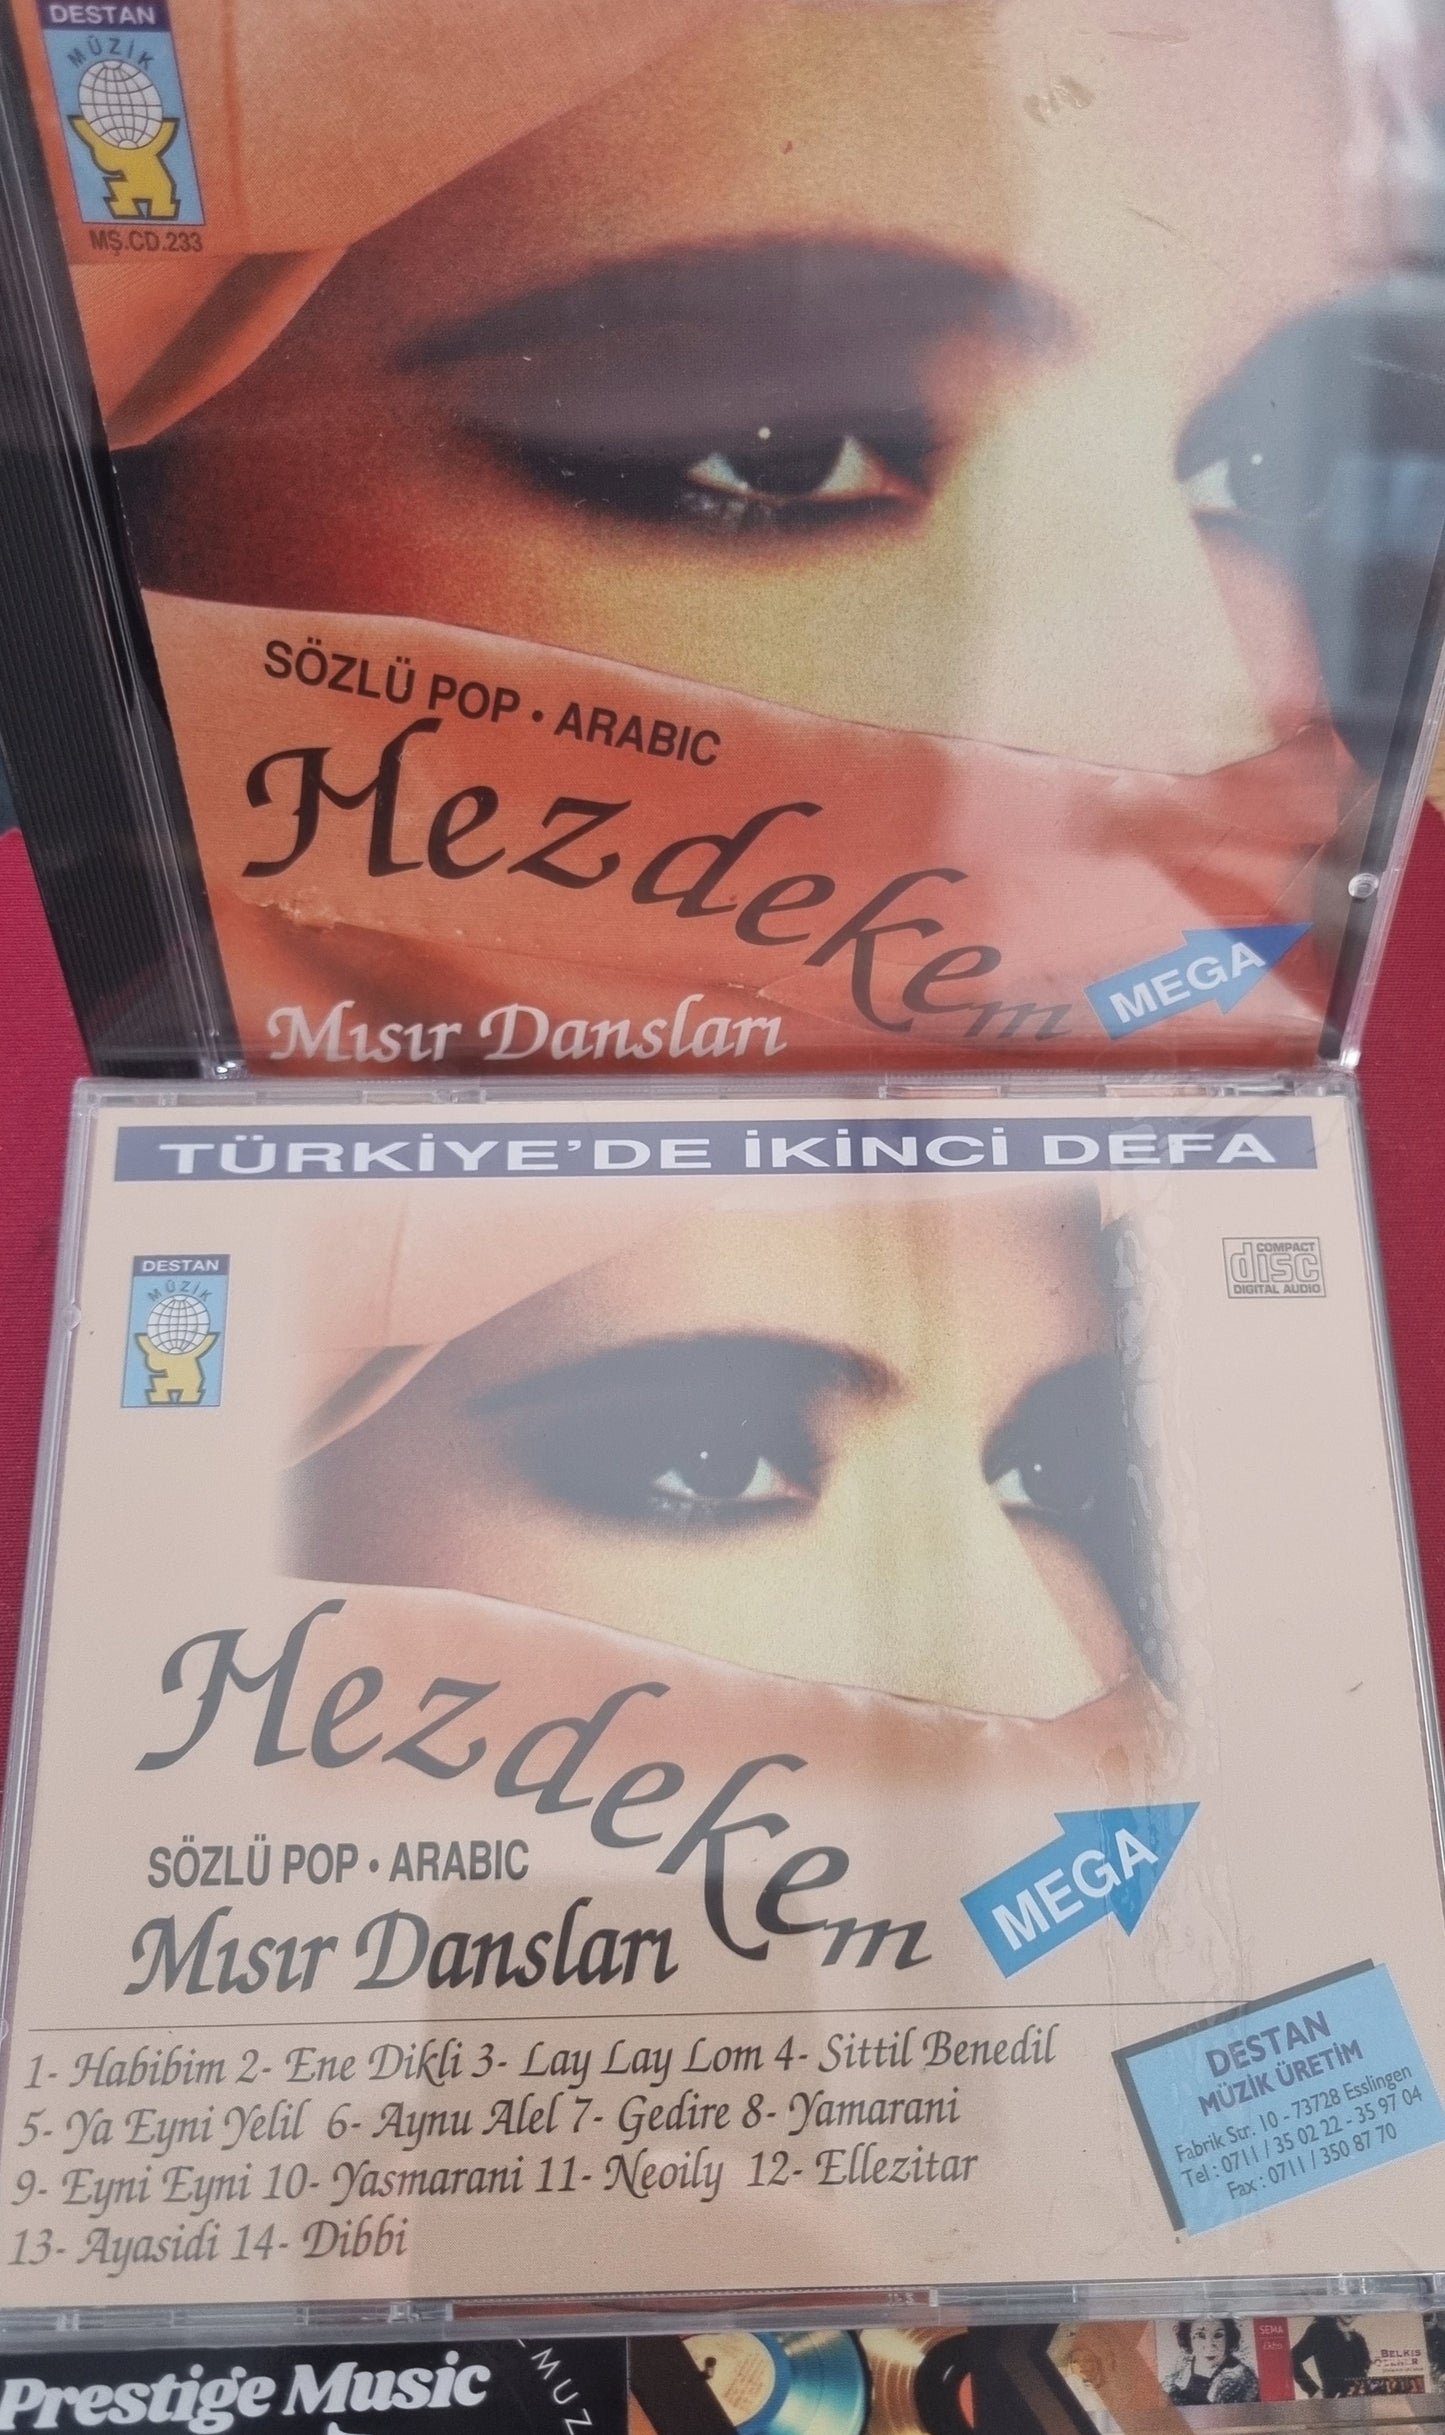 DESTAN
MÜZİK
MŞ.CD.233
SÖZLÜ POP • ARABIC
Hezdekem
MEGA
Mısır Dansları
TÜRKİYE'DE İKİNCİ DEFA
DESTAN
MÜZİK
COMPACT
disc
DIGITAL AUDIO
Hezdekem
SÖZLÜ POP • ARABIC
MEGA
Mısır Dansları
1- Habibim 2- Ene Dikli 3- Lay Lay Lom 4- Sittil Benedil
5- Ya Eyni Yelil 6- Aynu Alel 7- Gedire 8- Yamarani
9- Eyni Eyni 10- Yasmarani 11- Neoily 12- Ellezitar
13- Ayasidi 14- Dibbi
DESTAN
MÜZİK ÜRETİM
Fabrik Str. 10 - 73728 Esslingen
Tel : 0711 / 35 02 22 - 35 97 04
Fax : 0711 / 350 87 70
Prestige Music
MUZ
SEMA
BELKIS